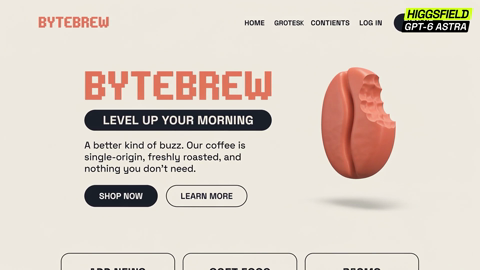 BYTEBREW
HOME GROTESK CONTIENTS LOG IN
HIGGSFIELD
GPT-6 ASTRA
BYTEBREW
LEVEL UP YOUR MORNING
A better kind of buzz. Our coffee is
single-origin, freshly roasted, and
nothing you don't need.
SHOP NOW LEARN MORE